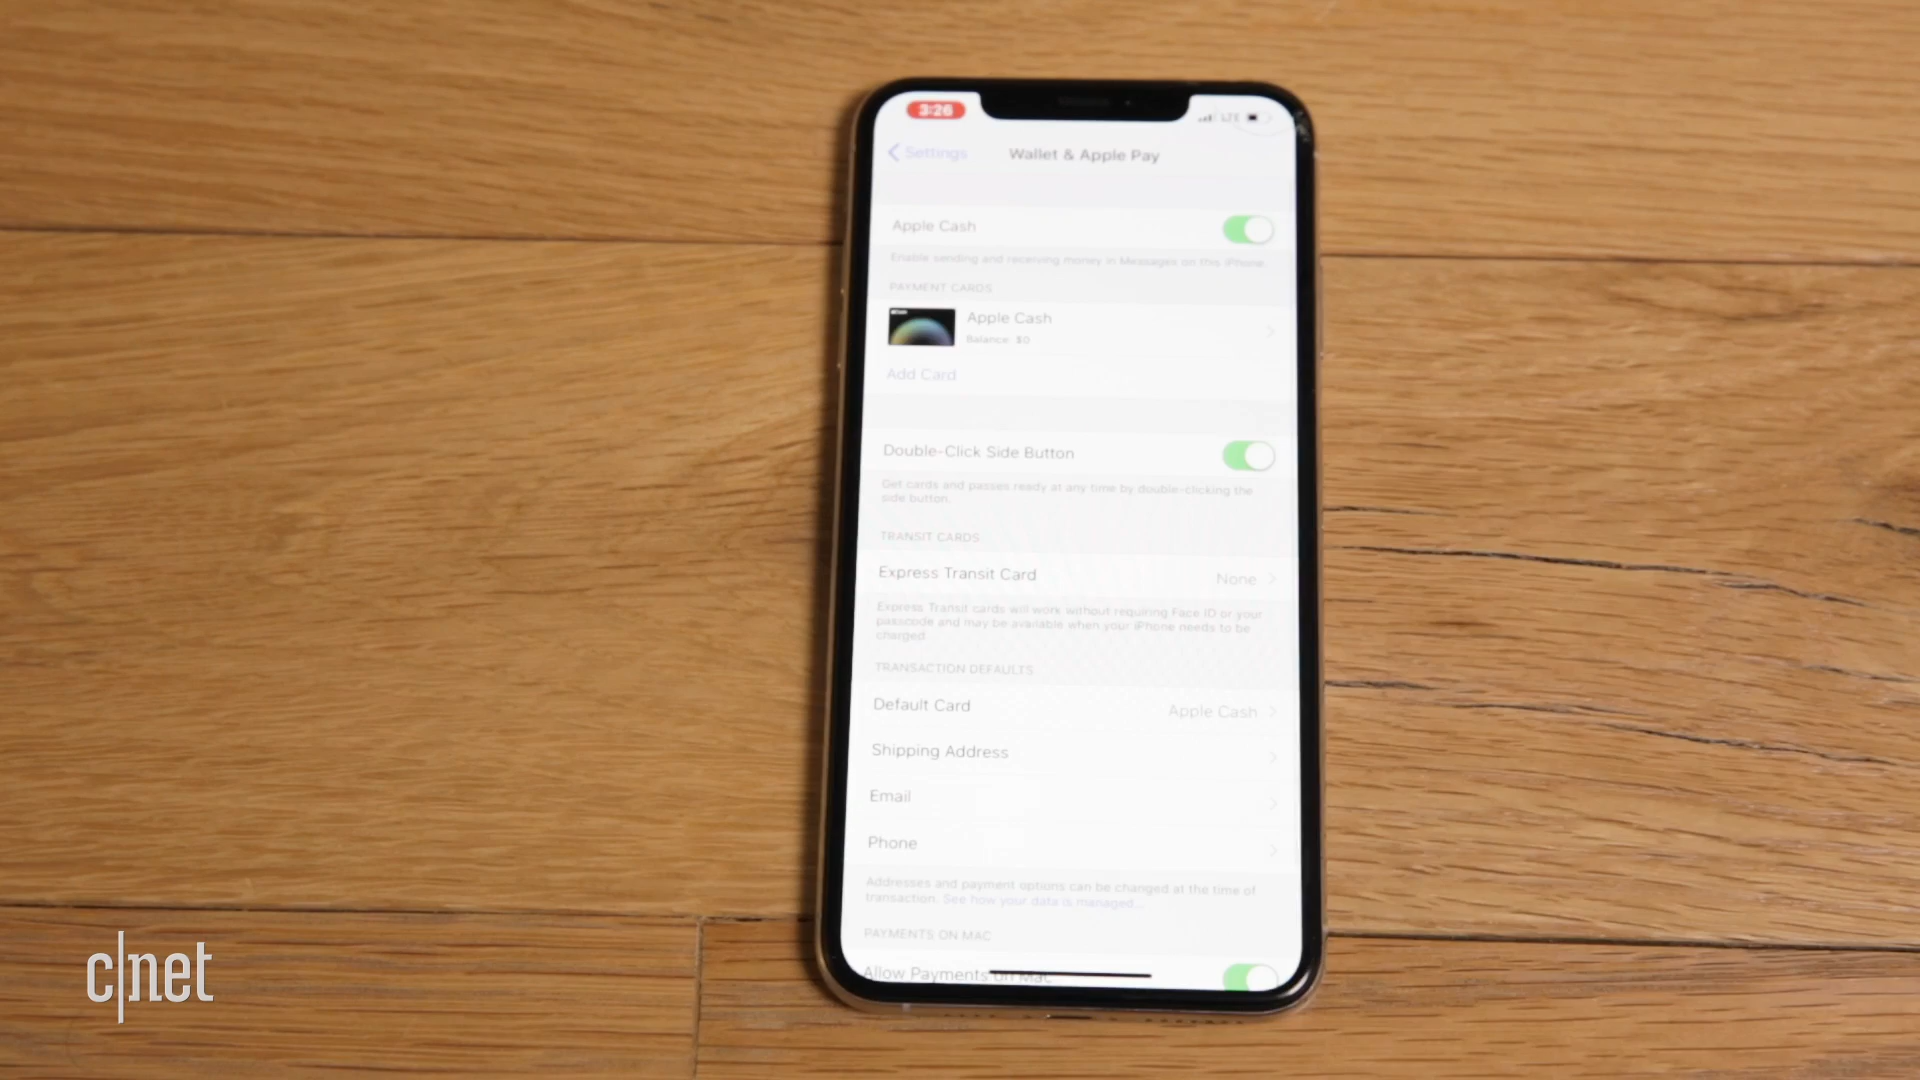 3:26
LTE
Settings
Wallet & Apple Pay
Apple Cash
Enable sending and receiving money in Messages on this iPhone.
PAYMENT CARDS
Apple Cash
Balance: $0
Add Card
Double-Click Side Button
Get cards and passes ready at any time by double-clicking the
side button.
TRANSIT CARDS
Express Transit Card
None
Express Transit cards will work without requiring Face ID or your
passcode and may be available when your iPhone needs to be
charged
TRANSACTION DEFAULTS
Default Card
Apple Cash
Shipping Address
Email
Phone
Addresses and payment options can be changed at the time of
transaction. See how your data is managed...
PAYMENTS ON MAC
Allow Payments on Mac
c|net